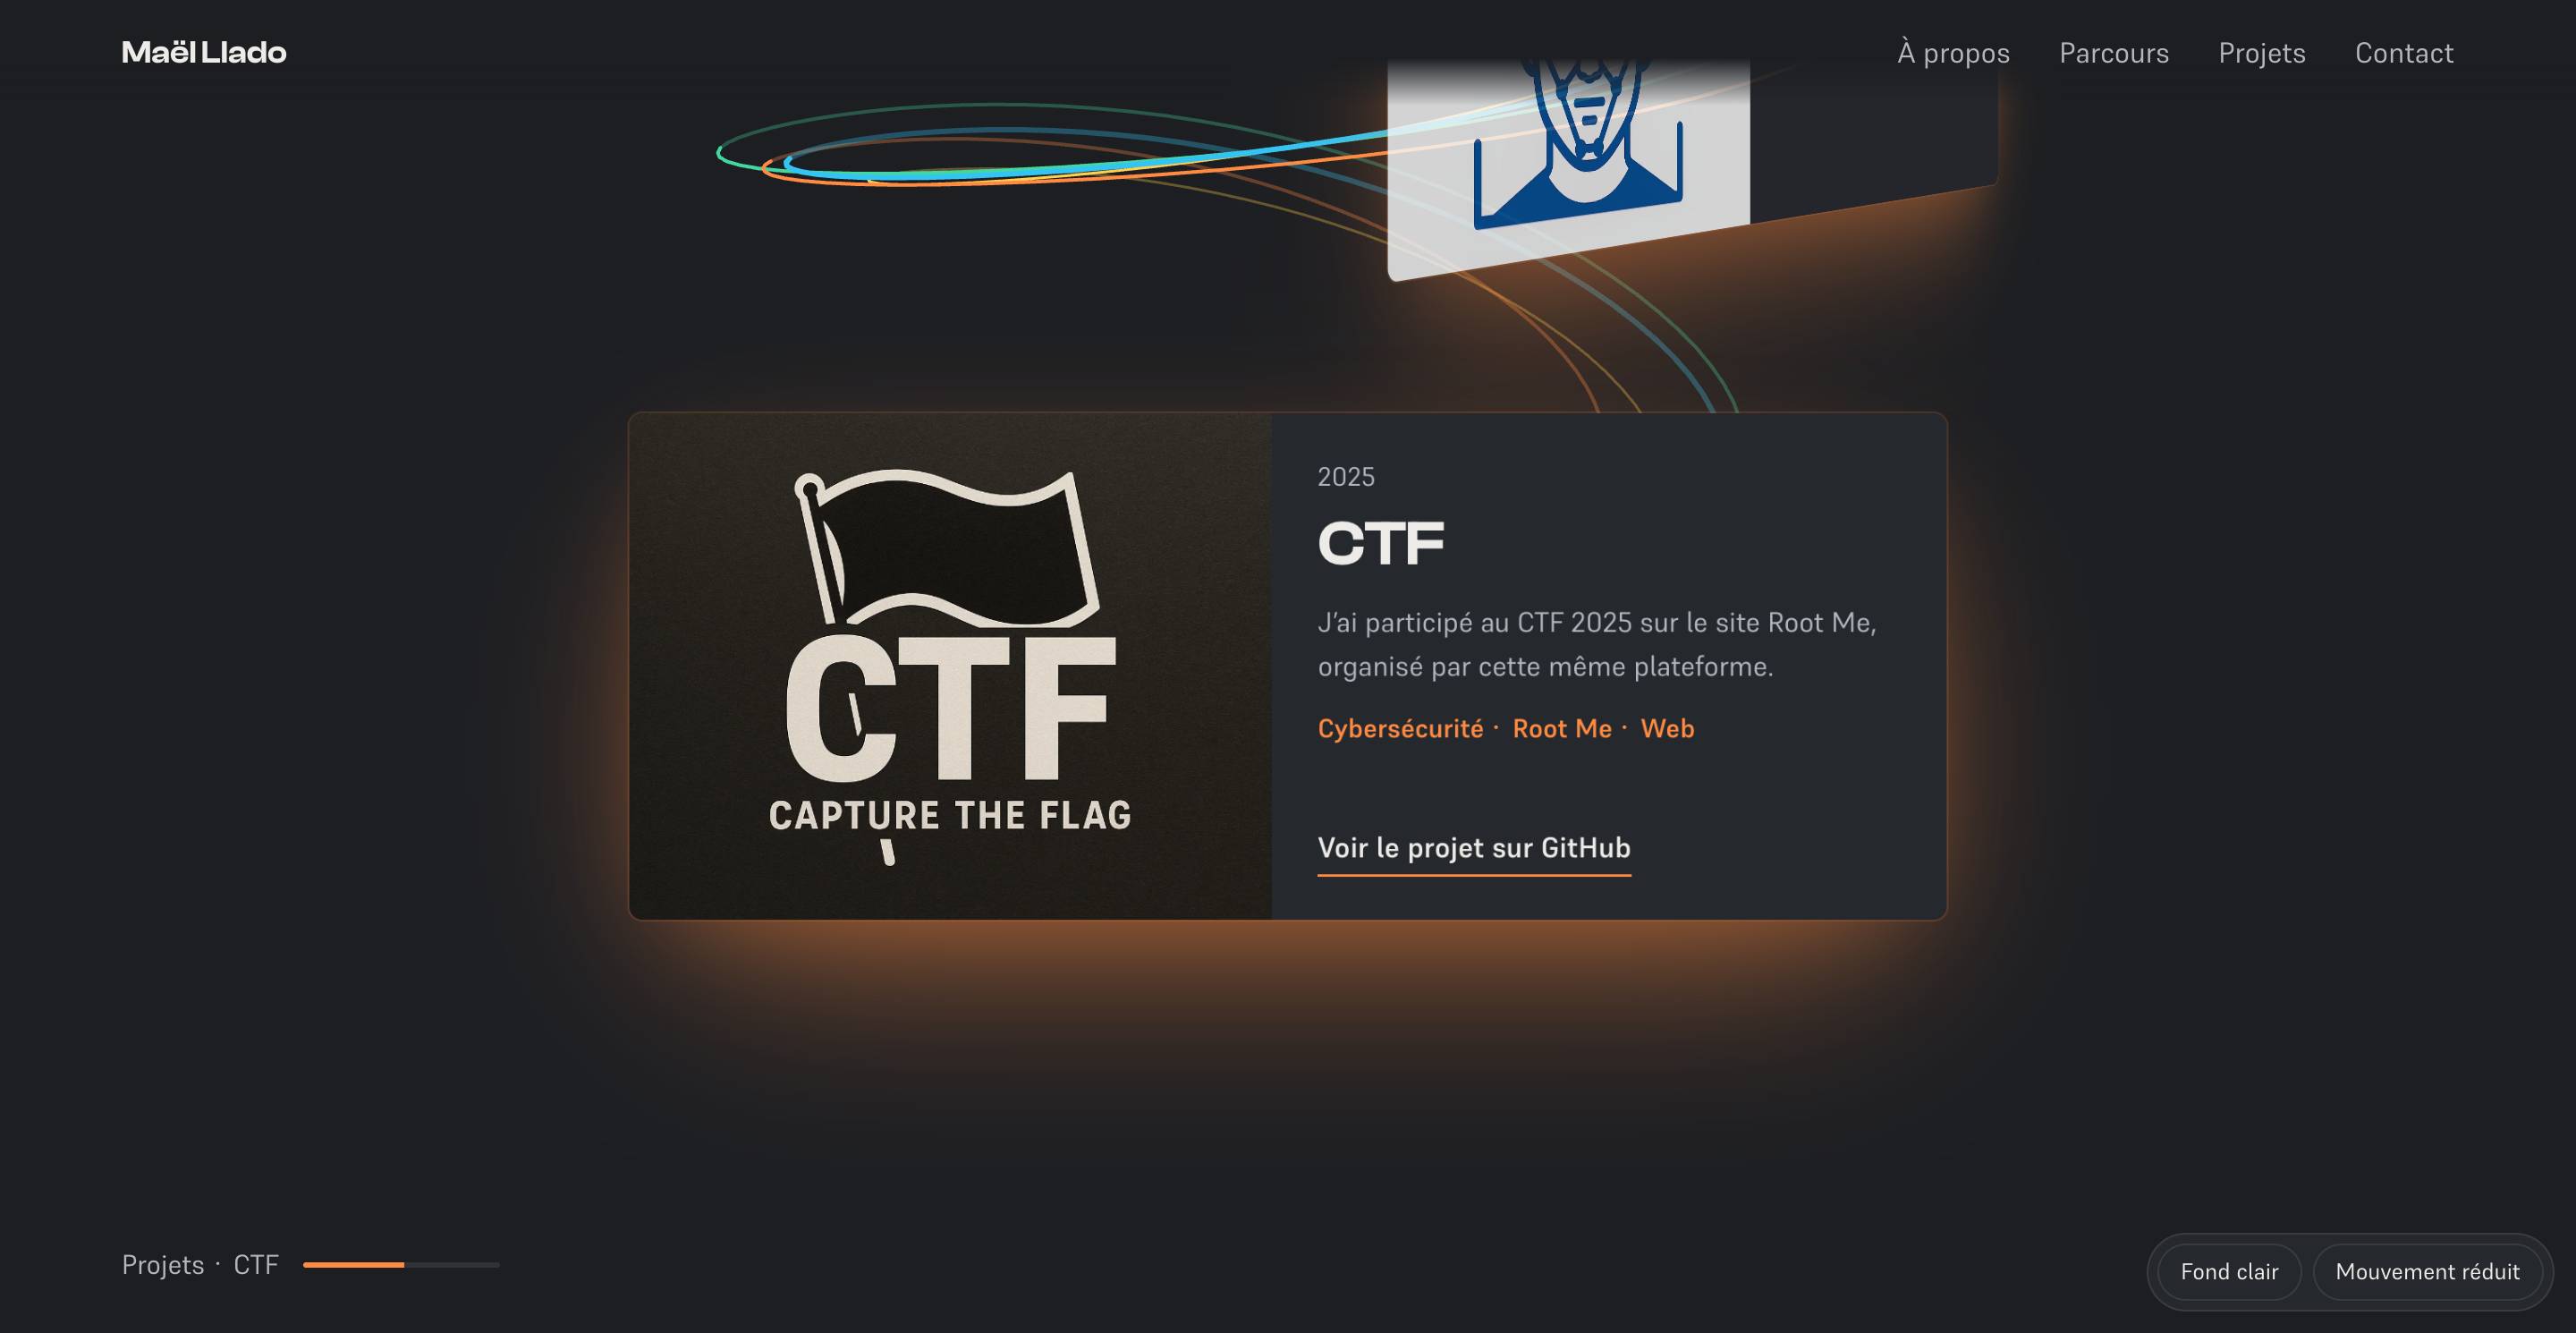 Maël Llado
À propos
Parcours
Projets
Contact
CTF
CAPTURE THE FLAG
2025
CTF
J’ai participé au CTF 2025 sur le site Root Me,
organisé par cette même plateforme.
Cybersécurité · Root Me · Web
Voir le projet sur GitHub
Projets · CTF
Fond clair
Mouvement réduit